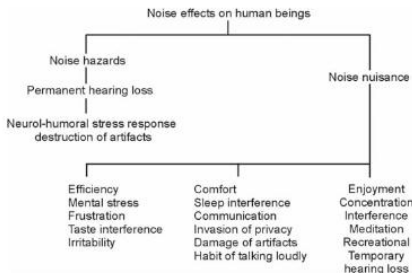 Noise effects on human beings
Noise hazards
Permanent hearing loss
Neurol-humoral stress response
destruction of artifacts
Noise nuisance
Efficiency
Mental stress
Frustration
Taste interference
Irritability
Comfort
Sleep interference
Communication
Invasion of privacy
Damage of artifacts
Habit of talking loudly
Enjoyment
Concentration
Interference
Meditation
Recreational
Temporary
hearing loss